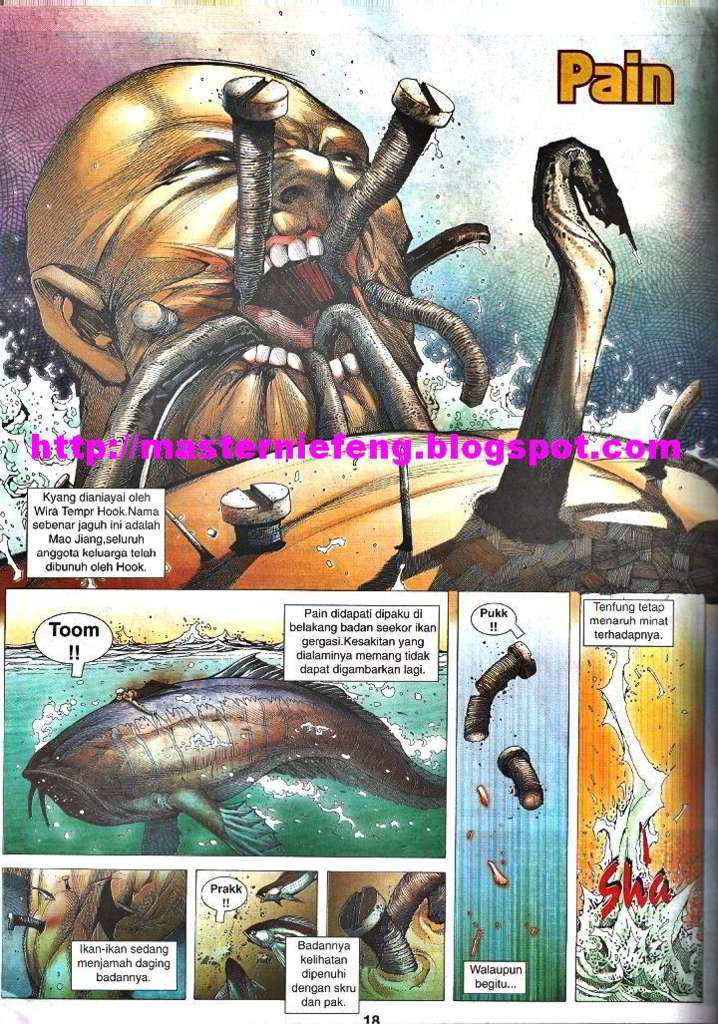 Pain
http://masterniefeng.blogspot.com
Kyang dianiayai oleh
Wira Tempr Hook.Nama
sebenar jaguh ini adalah
Mao Jiang,seluruh
anggota keluarga telah
dibunuh oleh Hook.
Toom
!!
Pain didapati dipaku di
belakang badan seekor ikan
gergasi.Kesakitan yang
dialaminya memang tidak
dapat digambarkan lagi.
Pukk
!!
Tenfung tetap
menaruh minat
terhadapnya.
Ikan-ikan sedang
menjamah daging
badannya.
Prakk
!!
Badannya
kelihatan
dipenuhi
dengan skru
dan pak.
Walaupun
begitu...
Sha
18